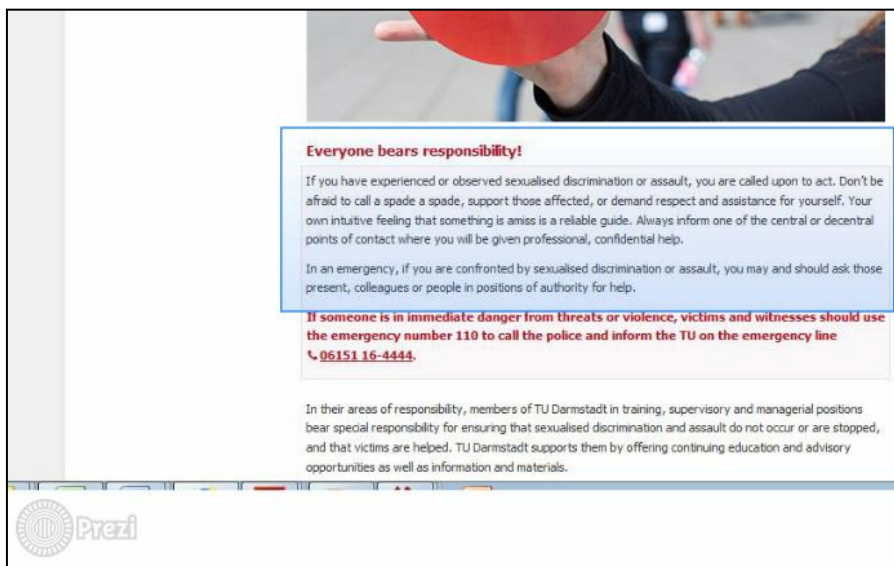 Everyone bears responsibility!
If you have experienced or observed sexualised discrimination or assault, you are called upon to act. Don't be
afraid to call a spade a spade, support those affected, or demand respect and assistance for yourself. Your
own intuitive feeling that something is amiss is a reliable guide. Always inform one of the central or decentral
points of contact where you will be given professional, confidential help.
In an emergency, if you are confronted by sexualised discrimination or assault, you may and should ask those
present, colleagues or people in positions of authority for help.
If someone is in immediate danger from threats or violence, victims and witnesses should use
the emergency number 110 to call the police and inform the TU on the emergency line
06151 16-4444.
In their areas of responsibility, members of TU Darmstadt in training, supervisory and managerial positions
bear special responsibility for ensuring that sexualised discrimination and assault do not occur or are stopped,
and that victims are helped. TU Darmstadt supports them by offering continuing education and advisory
opportunities as well as information and materials.
Prezi